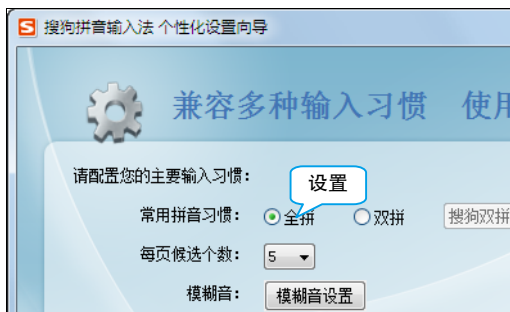 搜狗拼音输入法 个性化设置向导
兼容多种输入习惯 使用
请配置您的主要输入习惯：
设置
常用拼音习惯： 全拼 双拼 搜狗双拼
每页候选个数： 5
模糊音： 模糊音设置